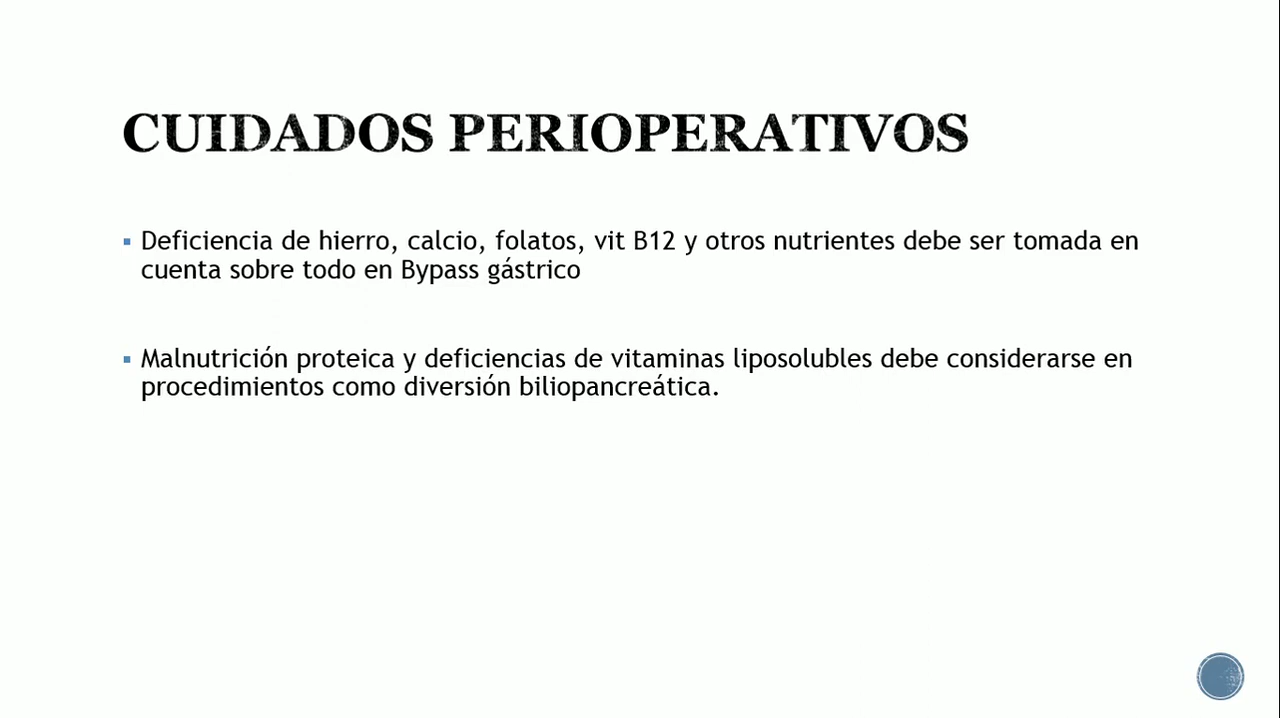 CUIDADOS PERIOPERATIVOS
▪ Deficiencia de hierro, calcio, folatos, vit B12 y otros nutrientes debe ser tomada en
cuenta sobre todo en Bypass gástrico
▪ Malnutrición proteica y deficiencias de vitaminas liposolubles debe considerarse en
procedimientos como diversión biliopancreática.